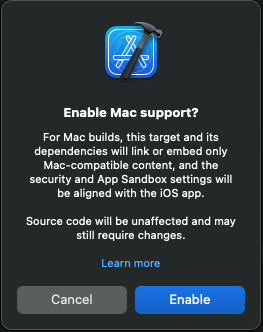 Enable Mac support?
For Mac builds, this target and its
dependencies will link or embed only
Mac-compatible content, and the
security and App Sandbox settings will
be aligned with the iOS app.
Source code will be unaffected and may
still require changes.
Learn more
Cancel
Enable